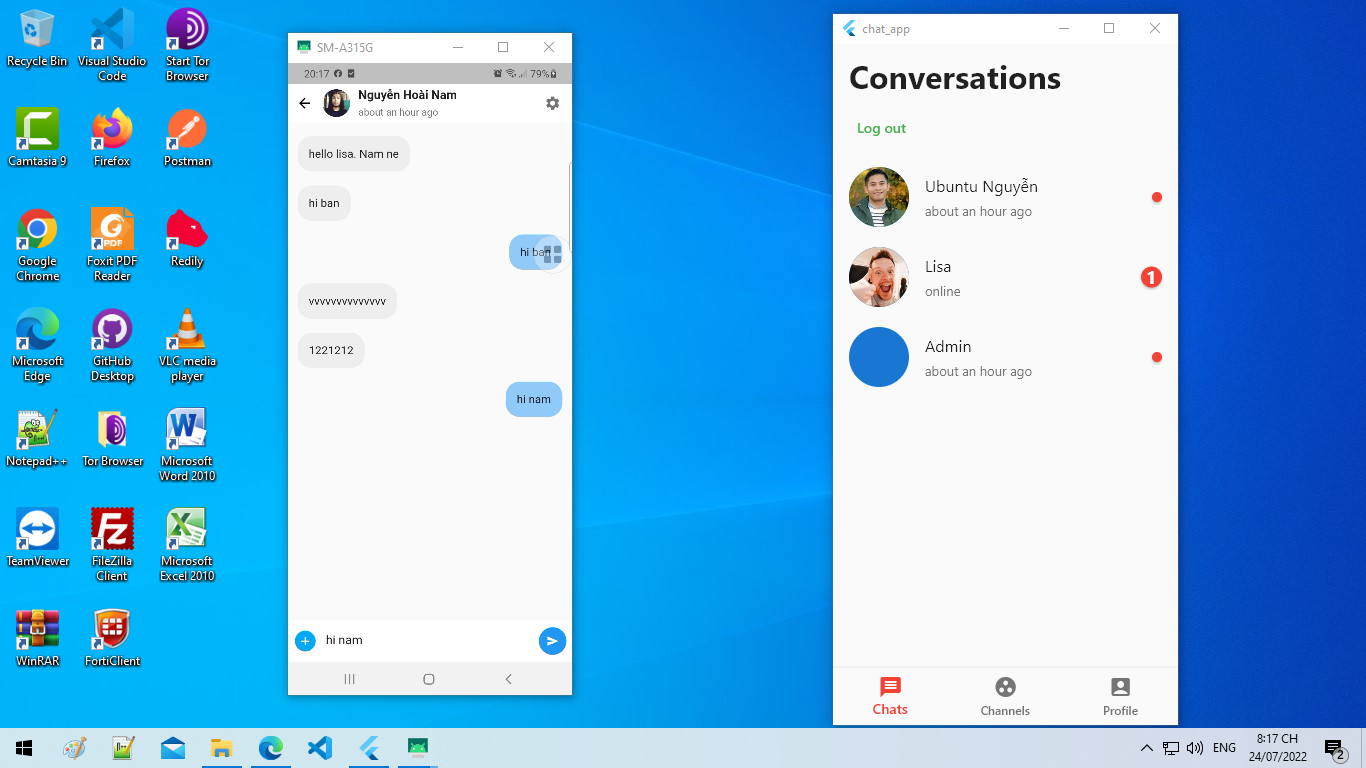 Recycle Bin
Visual Studio
Code
Start Tor
Browser
Camtasia 9
Firefox
Postman
Google
Chrome
Foxit PDF
Reader
Redily
Microsoft
Edge
GitHub
Desktop
VLC media
player
Notepad++
Tor Browser
Microsoft
Word 2010
TeamViewer
FileZilla
Client
Microsoft
Excel 2010
WinRAR
FortiClient
SM-A315G
20:17
79%
Nguyễn Hoài Nam
about an hour ago
hello lisa. Nam ne
hi ban
hi ban
vvvvvvvvvvvvvv
1221212
hi nam
hi nam
chat_app
Conversations
Log out
Ubuntu Nguyễn
about an hour ago
Lisa
online
1
Admin
about an hour ago
Chats
Channels
Profile
ENG
8:17 CH
24/07/2022
2